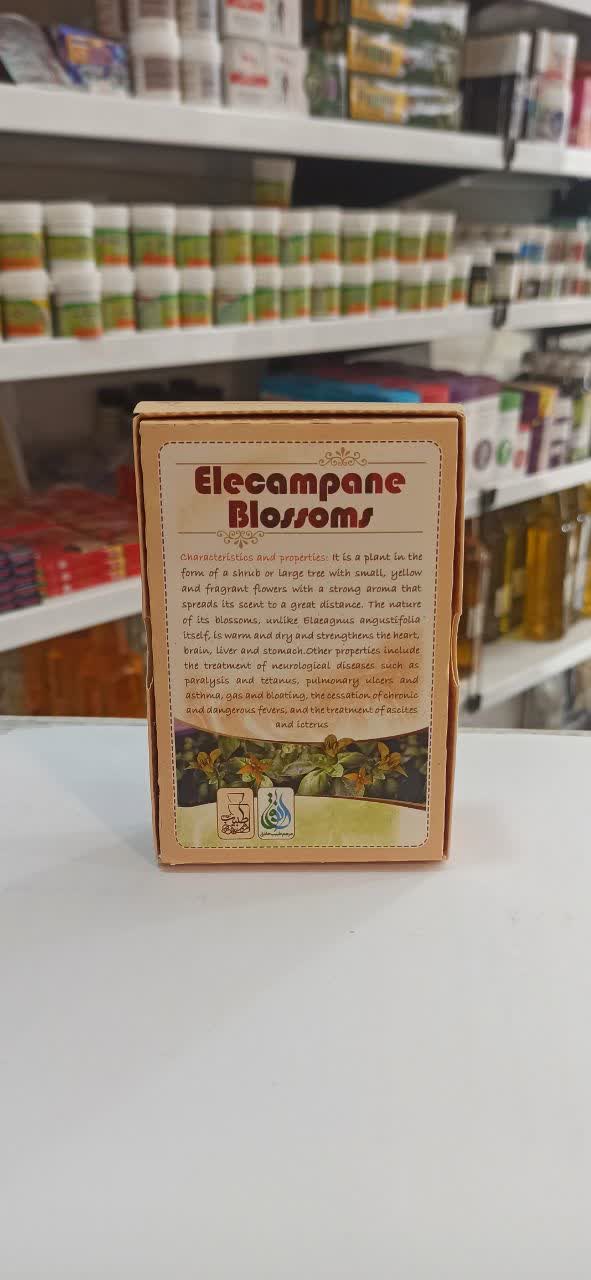 Elecampane
Blossoms
Characteristics and properties: It is a plant in the
form of a shrub or large tree with small, yellow
and fragrant flowers with a strong aroma that
spreads its scent to a great distance. The nature
of its blossoms, unlike Elaeagnus angustifolia
itself, is warm and dry and strengthens the heart,
brain, liver and stomach.Other properties include
the treatment of neurological diseases such as
paralysis and tetanus, pulmonary ulcers and
asthma, gas and bloating, the cessation of chronic
and dangerous fevers, and the treatment of ascites
and icterus